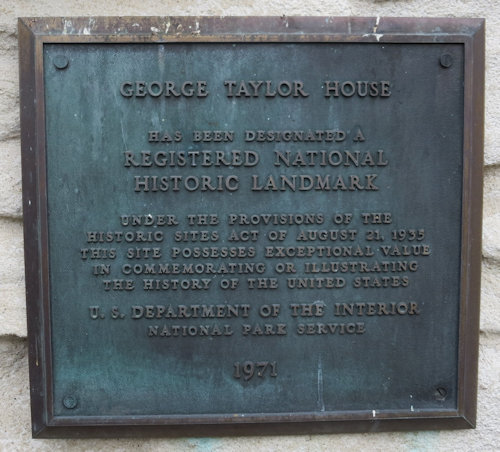 GEORGE TAYLOR HOUSE
HAS BEEN DESIGNATED A
REGISTERED NATIONAL
HISTORIC LANDMARK
UNDER THE PROVISIONS OF THE
HISTORIC SITES ACT OF AUGUST 21, 1935
THIS SITE POSSESSES EXCEPTIONAL VALUE
IN COMMEMORATING OR ILLUSTRATING
THE HISTORY OF THE UNITED STATES
U. S. DEPARTMENT OF THE INTERIOR
NATIONAL PARK SERVICE
1971